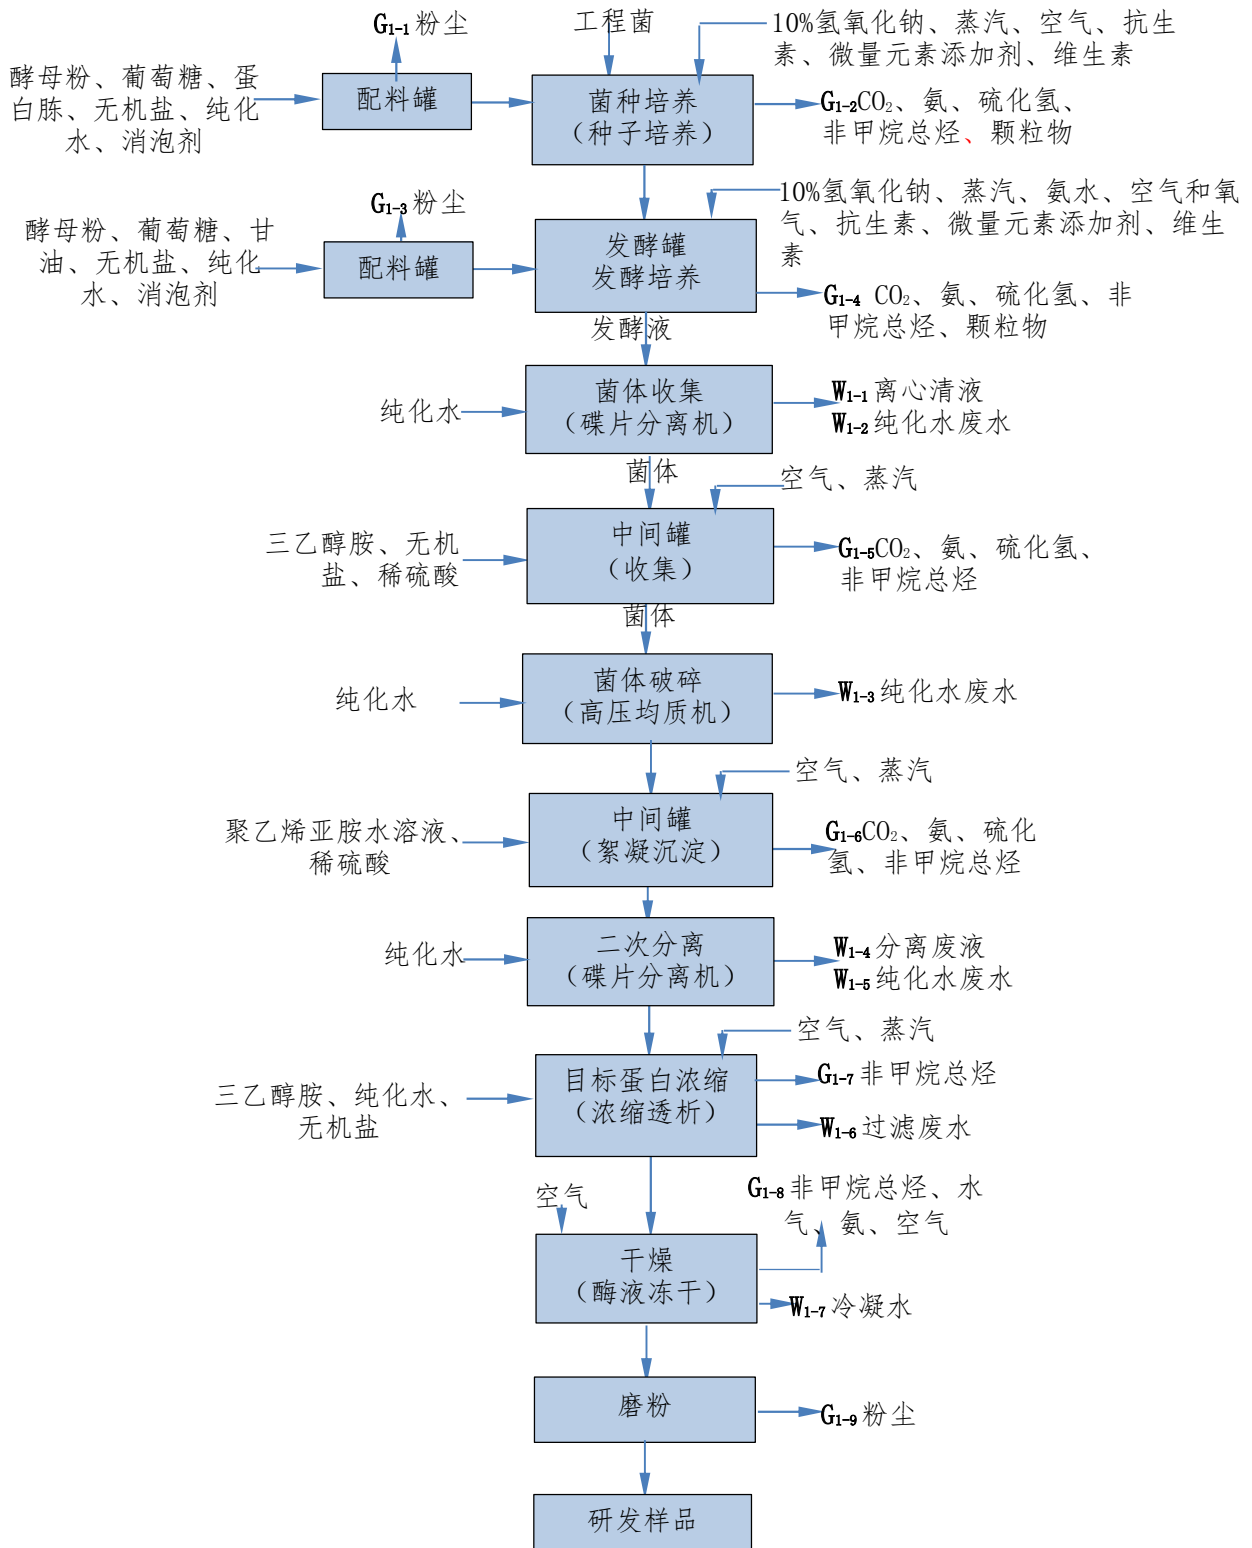 G1-1粉尘
工程菌
10%氢氧化钠、蒸汽、空气、抗生
素、微量元素添加剂、维生素
酵母粉、葡萄糖、蛋
白胨、无机盐、纯化
水、消泡剂
配料罐
菌种培养
（种子培养）
G1-2CO2、氨、硫化氢、
非甲烷总烃、颗粒物
G1-3粉尘
10%氢氧化钠、蒸汽、氨水、空气和氧
气、抗生素、微量元素添加剂、维生
素
酵母粉、葡萄糖、甘
油、无机盐、纯化
水、消泡剂
配料罐
发酵罐
发酵培养
G1-4 CO2、氨、硫化氢、非
甲烷总烃、颗粒物
发酵液
纯化水
菌体收集
（碟片分离机）
W1-1离心清液
W1-2纯化水废水
菌体
空气、蒸汽
三乙醇胺、无机
盐、稀硫酸
中间罐
（收集）
G1-5CO2、氨、硫化氢、
非甲烷总烃
菌体
纯化水
菌体破碎
（高压均质机）
W1-3纯化水废水
空气、蒸汽
聚乙烯亚胺水溶液、
稀硫酸
中间罐
（絮凝沉淀）
G1-6CO2、氨、硫化
氢、非甲烷总烃
纯化水
二次分离
（碟片分离机）
W1-4分离废液
W1-5纯化水废水
空气、蒸汽
三乙醇胺、纯化水、
无机盐
目标蛋白浓缩
（浓缩透析）
G1-7非甲烷总烃
W1-6过滤废水
空气
G1-8非甲烷总烃、水
气、氨、空气
干燥
（酶液冻干）
W1-7冷凝水
磨粉
G1-9粉尘
研发样品